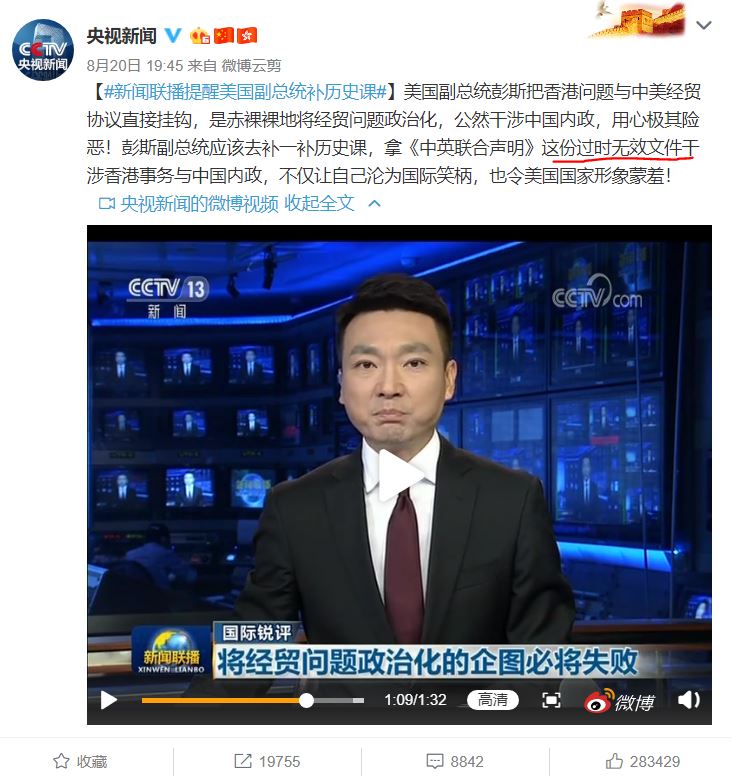 CCTV
央视新闻
央视新闻
8月20日 19:45 来自 微博云剪
【#新闻联播提醒美国副总统补历史课#】美国副总统彭斯把香港问题与中美经贸
协议直接挂钩，是赤裸裸地将经贸问题政治化，公然干涉中国内政，用心极其险
恶！彭斯副总统应该去补一补历史课，拿《中英联合声明》这份过时无效文件干
涉香港事务与中国内政，不仅让自己沦为国际笑柄，也令美国国家形象蒙羞！
央视新闻的微博视频 收起全文
CCTV 13
新闻
CCTV.com
国际锐评
新闻联播
XINWEN LIANBO
将经贸问题政治化的企图必将失败
1:09/1:32
高清
微博
收藏
19755
8842
283429